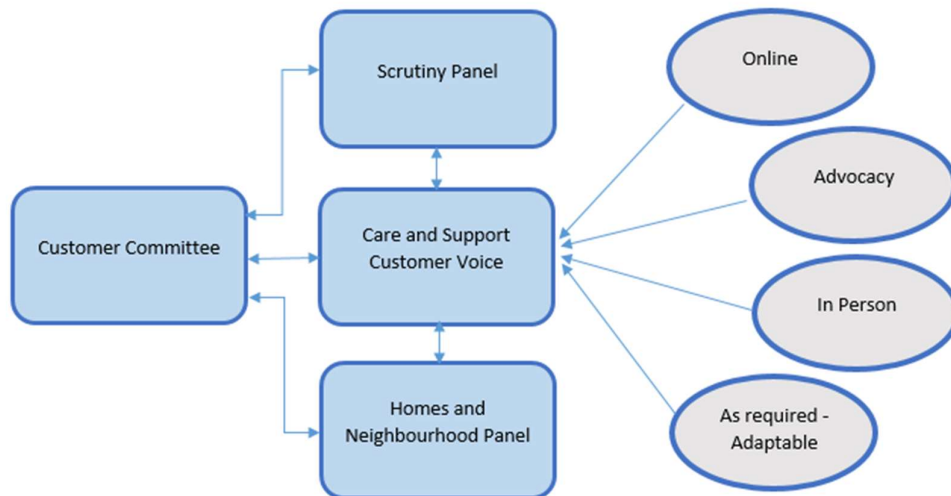 Scrutiny Panel
Customer Committee
Care and Support
Customer Voice
Homes and
Neighbourhood Panel
Online
Advocacy
In Person
As required -
Adaptable